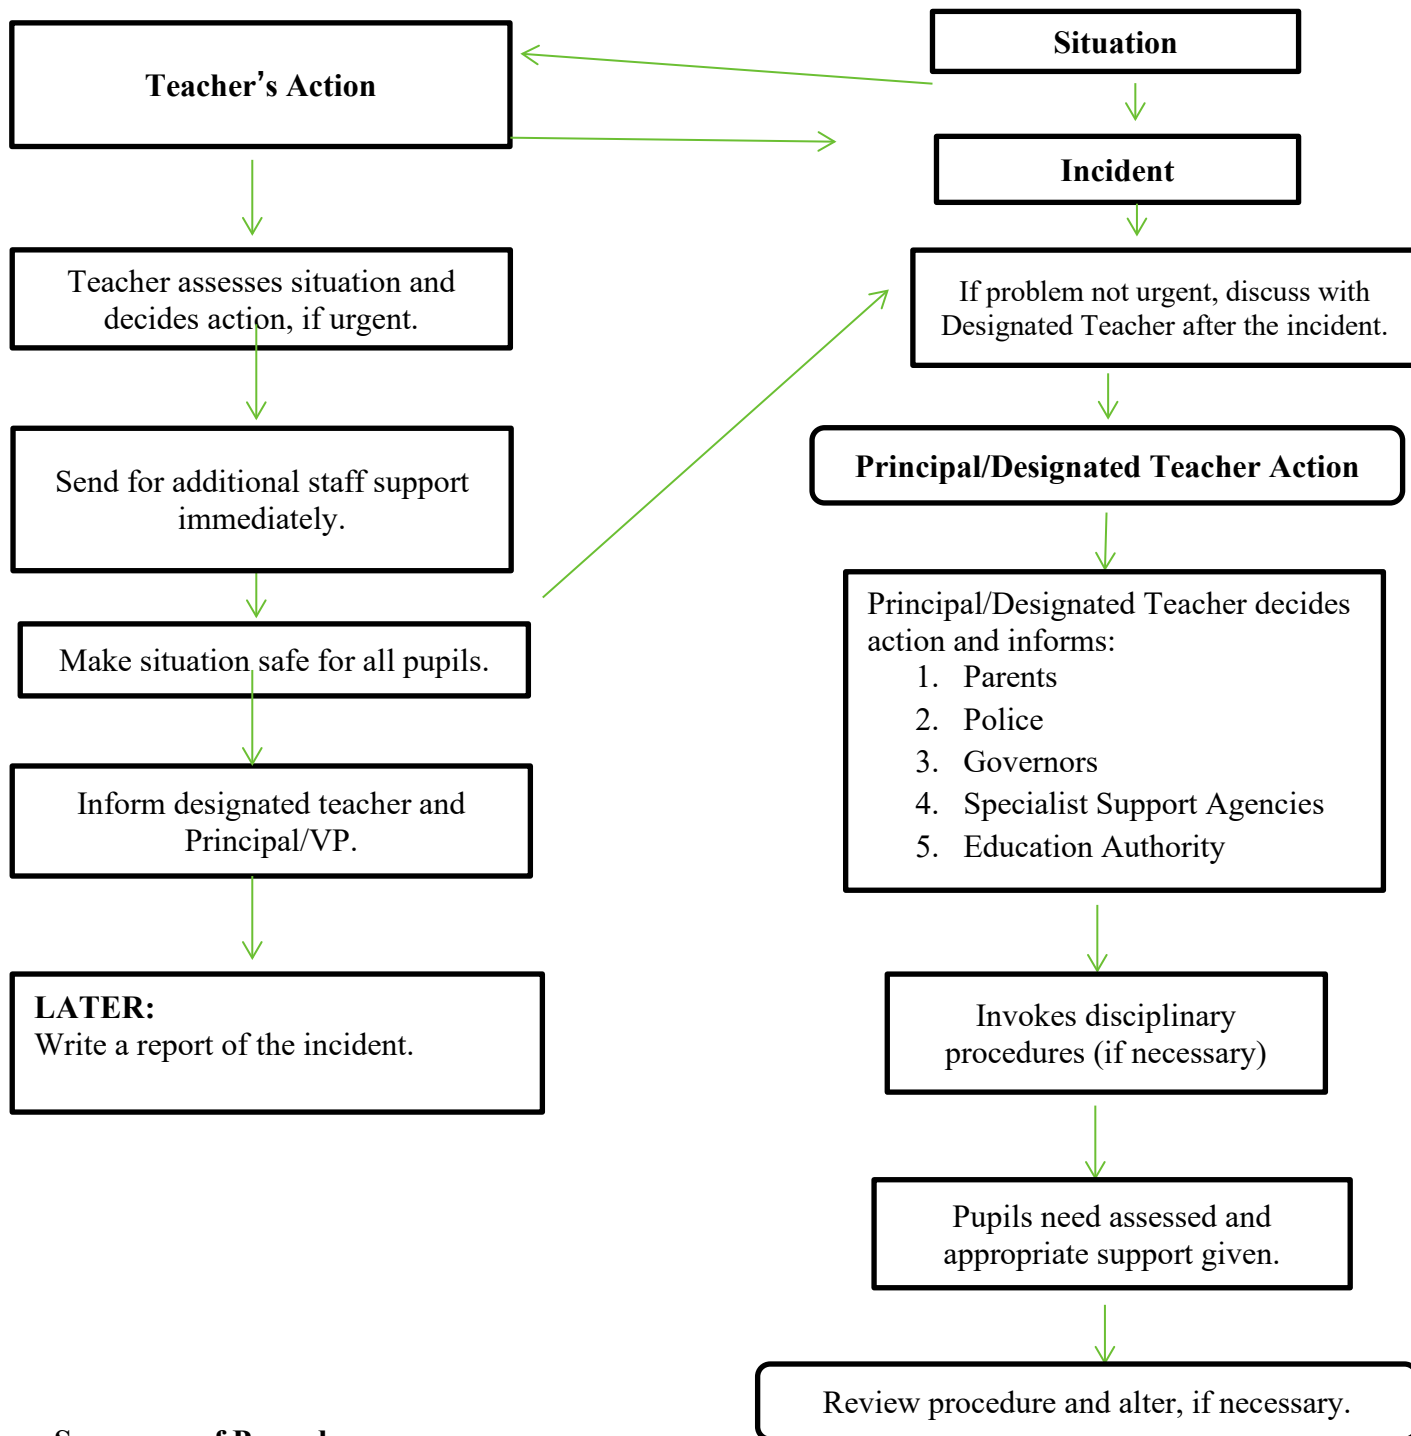 Teacher’s Action
Situation
Incident
Teacher assesses situation and
decides action, if urgent.
If problem not urgent, discuss with
Designated Teacher after the incident.
Send for additional staff support
immediately.
Principal/Designated Teacher Action
Make situation safe for all pupils.
Principal/Designated Teacher decides
action and informs:
1. Parents
2. Police
3. Governors
4. Specialist Support Agencies
5. Education Authority
Inform designated teacher and
Principal/VP.
LATER:
Write a report of the incident.
Invokes disciplinary
procedures (if necessary)
Pupils need assessed and
appropriate support given.
Review procedure and alter, if necessary.